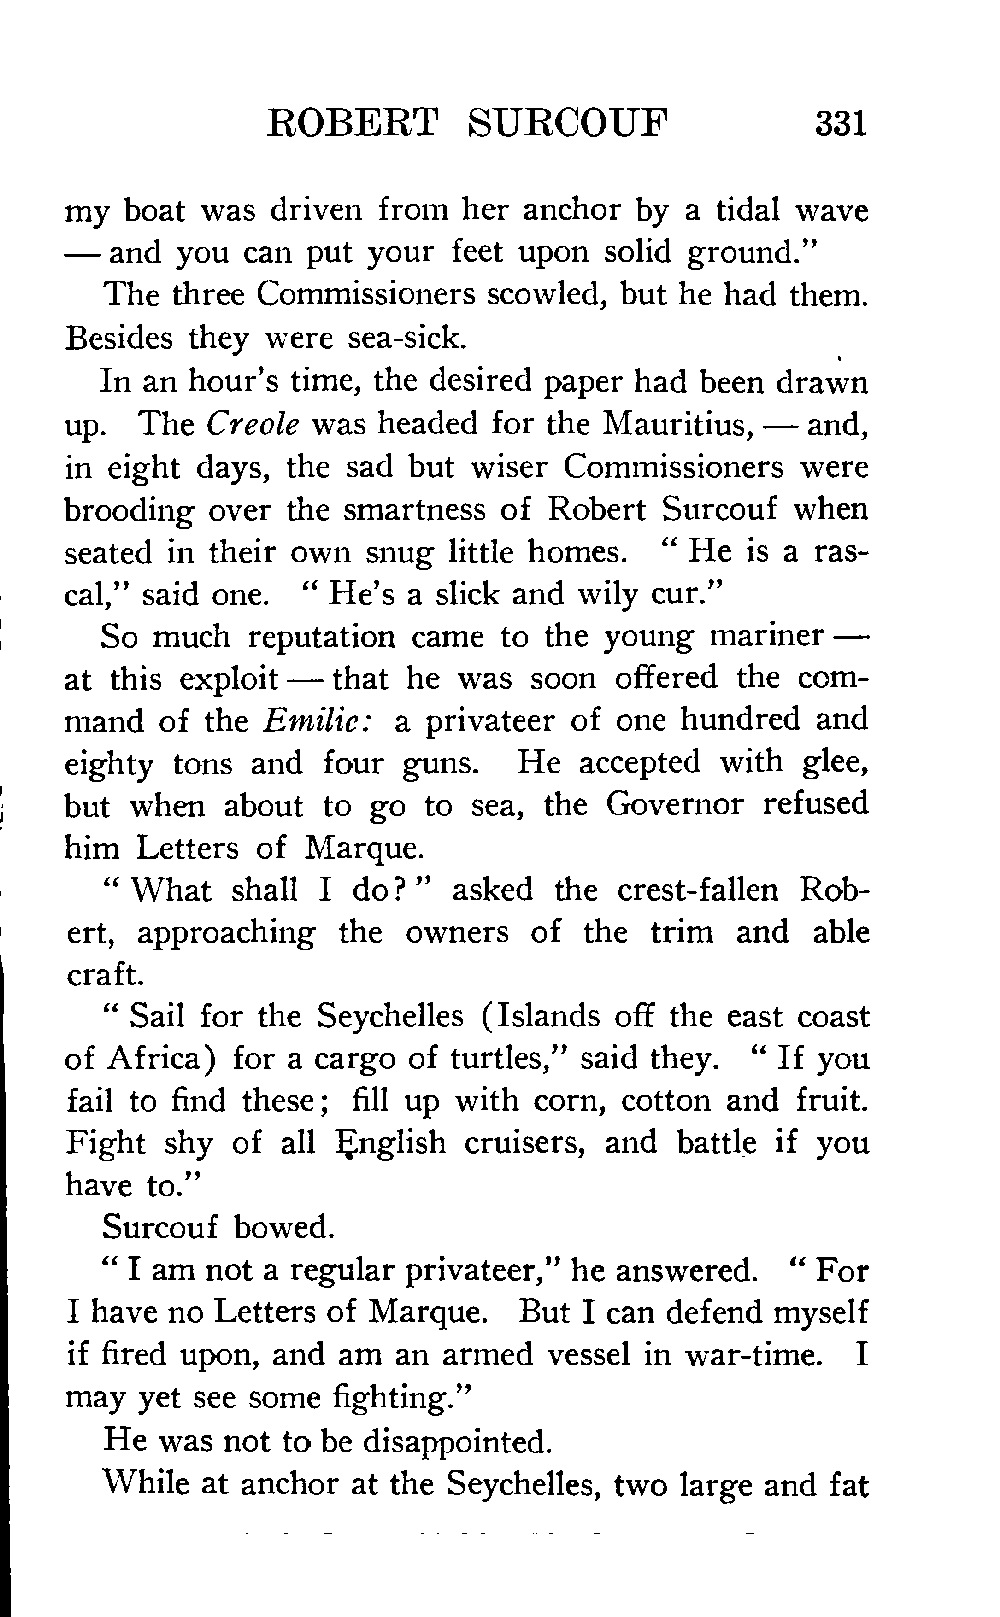 ROBERT SURCOUF 331
my boat was driven from her anchor by a tidal wave
— and you can put your feet upon solid ground."
The three Commissioners scowled, but he had them.
Besides they were sea-sick.
In an hour's time, the desired paper had been drawn
up. The Creole was headed for the Mauritius, — and,
in eight days, the sad but wiser Commissioners were
brooding over the smartness of Robert Surcouf when
seated in their own snug little homes. " He is a ras-
cal," said one. " He's a slick and wily cur."
So much reputation came to the young mariner —
at this exploit — that he was soon offered the com-
mand of the Emilie: a privateer of one hundred and
eighty tons and four guns. He accepted with glee,
but when about to go to sea, the Governor refused
him Letters of Marque.
" What shall I do? " asked the crest-fallen Rob-
ert, approaching the owners of the trim and able
craft.
" Sail for the Seychelles (Islands off the east coast
of Africa) for a cargo of turtles," said they. " If you
fail to find these; fill up with corn, cotton and fruit.
Fight shy of all English cruisers, and battle if you
have to."
Surcouf bowed.
" I am not a regular privateer," he answered. " For
I have no Letters of Marque. But I can defend myself
if fired upon, and am an armed vessel in war-time. I
may yet see some fighting."
He was not to be disappointed.
While at anchor at the Seychelles, two large and fat